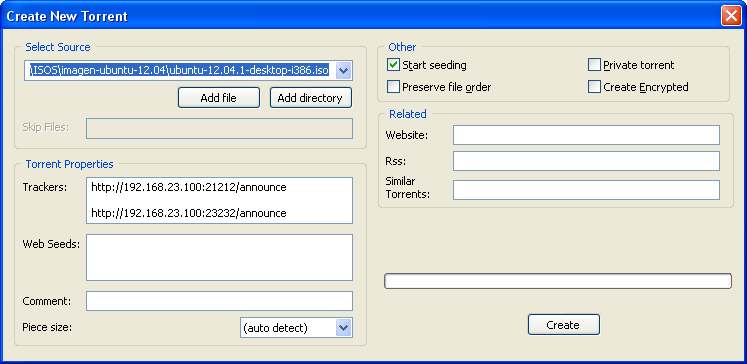 Create New Torrent
Select Source
\ISOS\imagen-ubuntu-12.04\ubuntu-12.04.1-desktop-i386.iso
Add file
Add directory
Skip Files:
Torrent Properties
Trackers:
http://192.168.23.100:21212/announce
http://192.168.23.100:23232/announce
Web Seeds:
Comment:
Piece size:
(auto detect)
Other
Start seeding
Private torrent
Preserve file order
Create Encrypted
Related
Website:
Rss:
Similar
Torrents:
Create